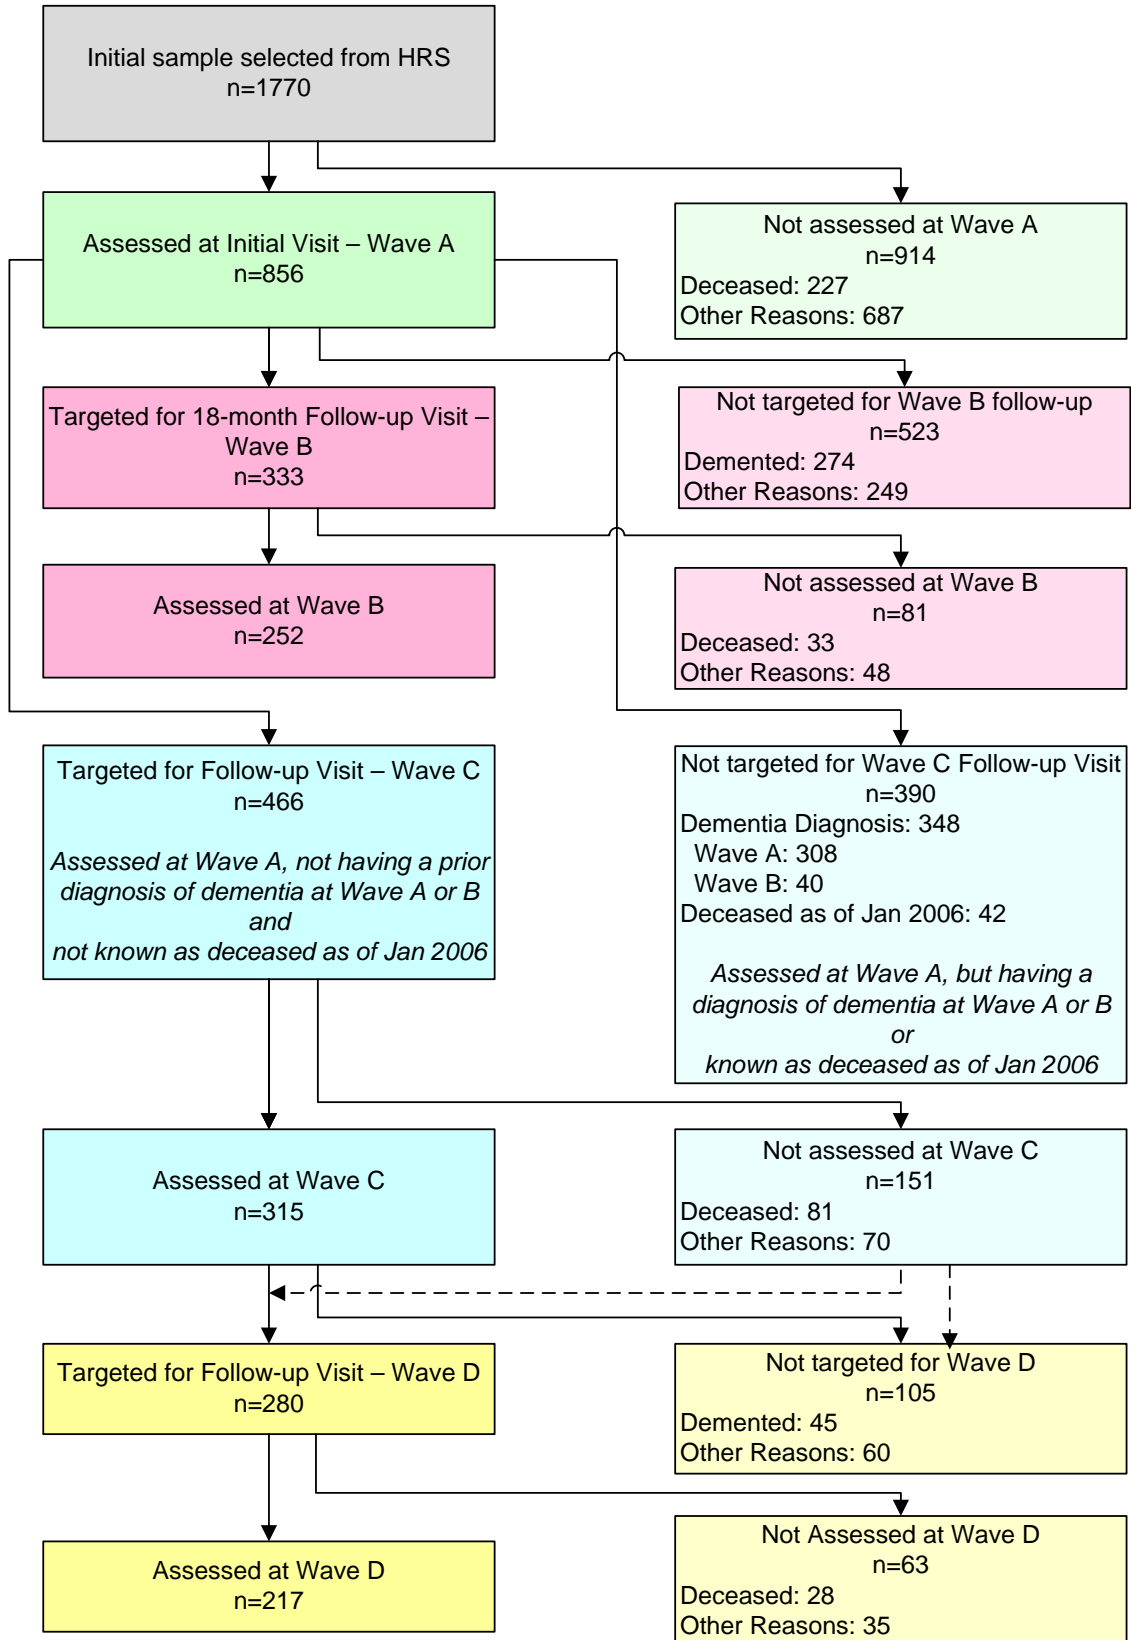 Initial sample selected from HRS
n=1770
Assessed at Initial Visit – Wave A
n=856
Not assessed at Wave A
n=914
Deceased: 227
Other Reasons: 687
Targeted for 18-month Follow-up Visit –
Wave B
n=333
Not targeted for Wave B follow-up
n=523
Demented: 274
Other Reasons: 249
Assessed at Wave B
n=252
Not assessed at Wave B
n=81
Deceased: 33
Other Reasons: 48
Targeted for Follow-up Visit – Wave C
n=466
Assessed at Wave A, not having a prior
diagnosis of dementia at Wave A or B
and
not known as deceased as of Jan 2006
Not targeted for Wave C Follow-up Visit
n=390
Dementia Diagnosis: 348
Wave A: 308
Wave B: 40
Deceased as of Jan 2006: 42
Assessed at Wave A, but having a
diagnosis of dementia at Wave A or B
or
known as deceased as of Jan 2006
Assessed at Wave C
n=315
Not assessed at Wave C
n=151
Deceased: 81
Other Reasons: 70
Targeted for Follow-up Visit – Wave D
n=280
Not targeted for Wave D
n=105
Demented: 45
Other Reasons: 60
Assessed at Wave D
n=217
Not Assessed at Wave D
n=63
Deceased: 28
Other Reasons: 35